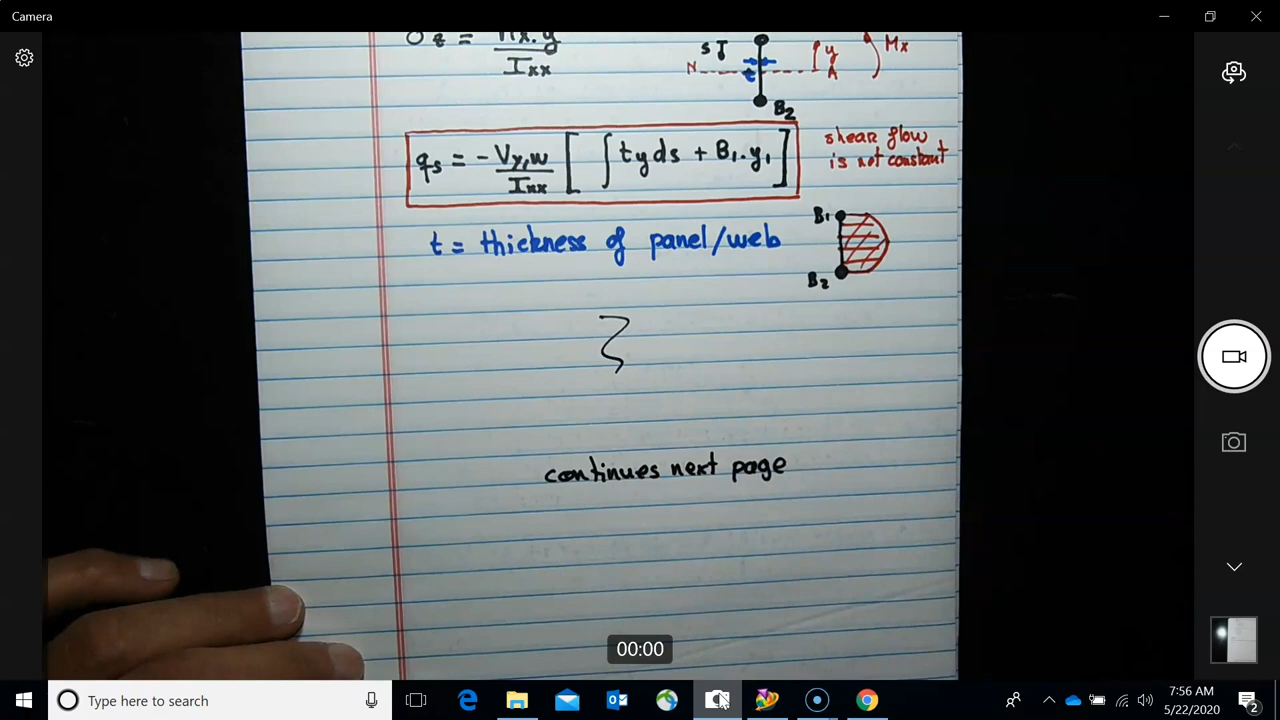 Camera
σz = Mx.y / Ixx
S
t
N
A
y
Mx
B2
qs = - Vy,w / Ixx [ ∫ ty ds + B1.y1 ]
shear flow
is not constant
t = thickness of panel/web
B1
B2
continues next page
00:00
Type here to search
7:56 AM
5/22/2020
2